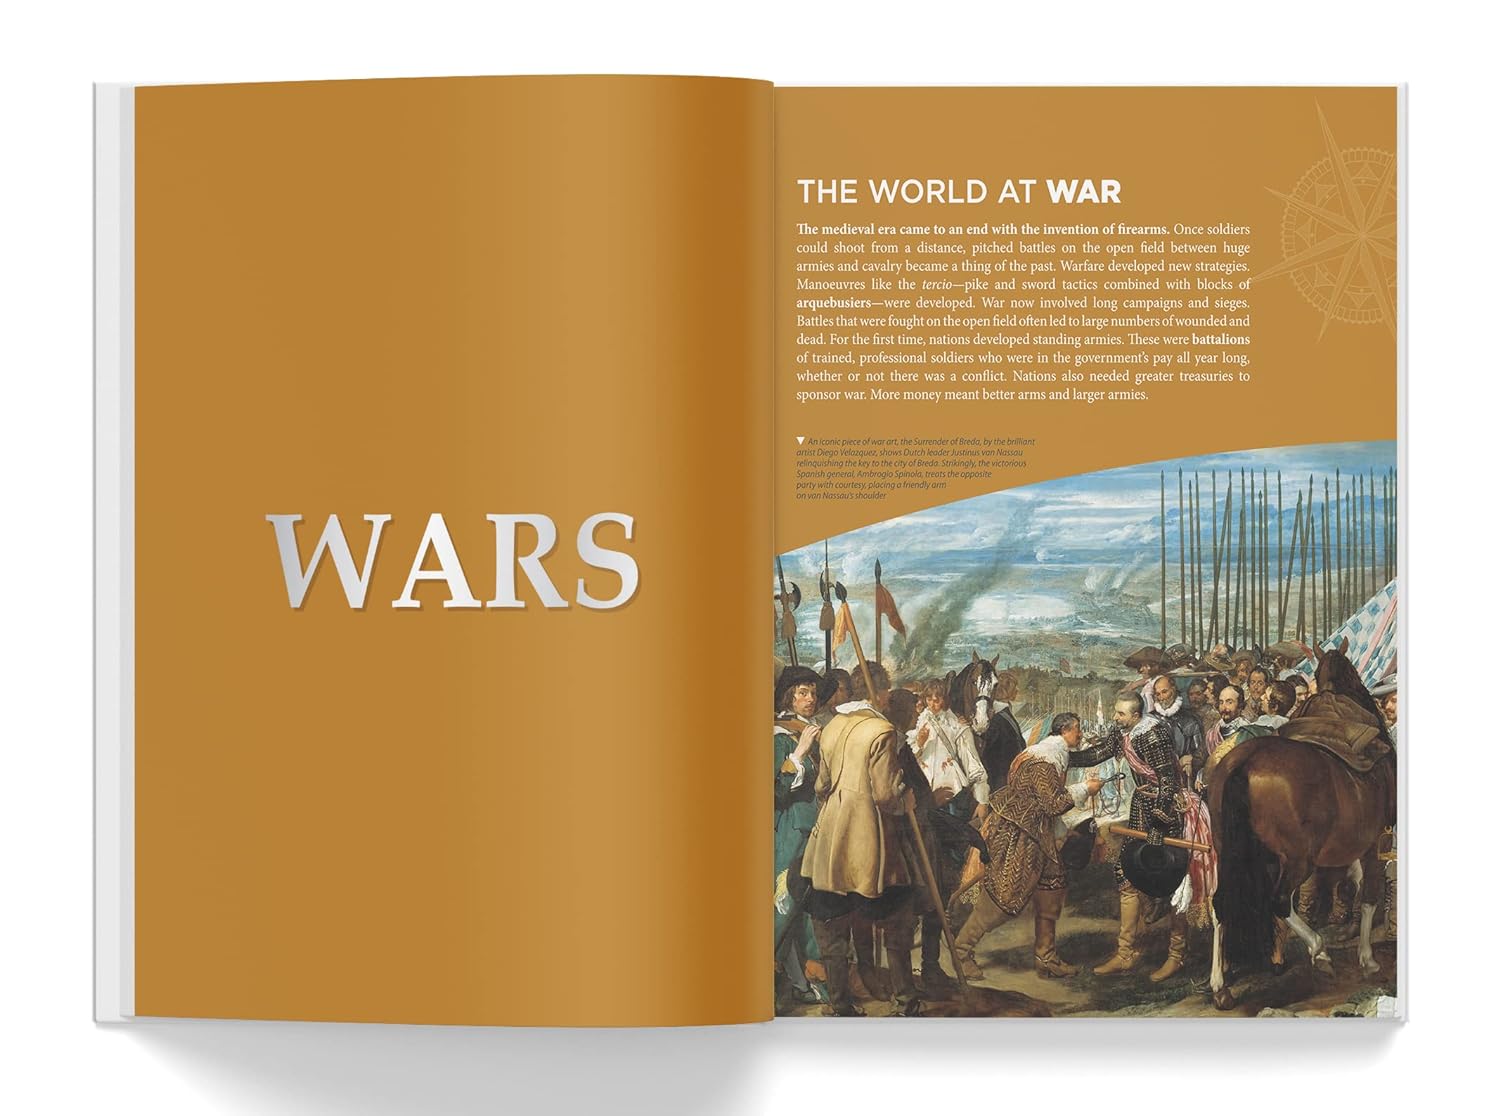 WARS
THE WORLD AT WAR
The medieval era came to an end with the invention of firearms. Once soldiers
could shoot from a distance, pitched battles on the open field between huge
armies and cavalry became a thing of the past. Warfare developed new strategies.
Manoeuvres like the tercio—pike and sword tactics combined with blocks of
arquebusiers—were developed. War now involved long campaigns and sieges.
Battles that were fought on the open field often led to large numbers of wounded and
dead. For the first time, nations developed standing armies. These were battalions
of trained, professional soldiers who were in the government's pay all year long,
whether or not there was a conflict. Nations also needed greater treasuries to
sponsor war. More money meant better arms and larger armies.
▼ An iconic piece of war art, the Surrender of Breda, by the brilliant
artist Diego Velazquez, shows Dutch leader Justinus van Nassau
relinquishing the key to the city of Breda. Strikingly, the victorious
Spanish general, Ambrogio Spinola, treats the opposite
party with courtesy, placing a friendly arm
on van Nassau's shoulder